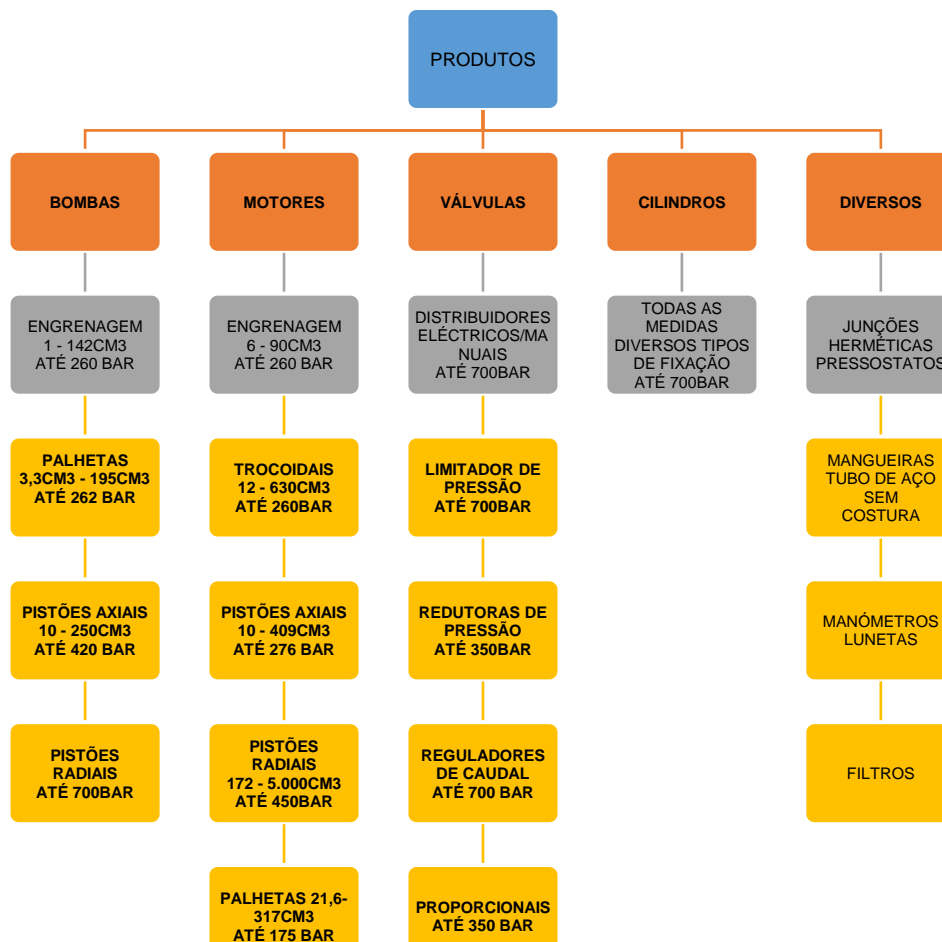 PRODUTOS
BOMBAS
MOTORES
VÁLVULAS
CILINDROS
DIVERSOS
ENGRENAGEM
1 - 142CM3
ATÉ 260 BAR
ENGRENAGEM
6 - 90CM3
ATÉ 260 BAR
DISTRIBUIDORES
ELÉCTRICOS/MA
NUAIS
ATÉ 700BAR
TODAS AS
MEDIDAS
DIVERSOS TIPOS
DE FIXAÇÃO
ATÉ 700BAR
JUNÇÕES
HERMÉTICAS
PRESSOSTATOS
PALHETAS
3,3CM3 - 195CM3
ATÉ 262 BAR
TROCOIDAIS
12 - 630CM3
ATÉ 260BAR
LIMITADOR DE
PRESSÃO
ATÉ 700BAR
MANGUEIRAS
TUBO DE AÇO
SEM
COSTURA
PISTÕES AXIAIS
10 - 250CM3
ATÉ 420 BAR
PISTÕES AXIAIS
10 - 409CM3
ATÉ 276 BAR
REDUTORAS DE
PRESSÃO
ATÉ 350BAR
MANÓMETROS
LUNETAS
PISTÕES
RADIAIS
ATÉ 700BAR
PISTÕES
RADIAIS
172 - 5.000CM3
ATÉ 450BAR
REGULADORES
DE CAUDAL
ATÉ 700 BAR
FILTROS
PALHETAS 21,6-
317CM3
ATÉ 175 BAR
PROPORCIONAIS
ATÉ 350 BAR